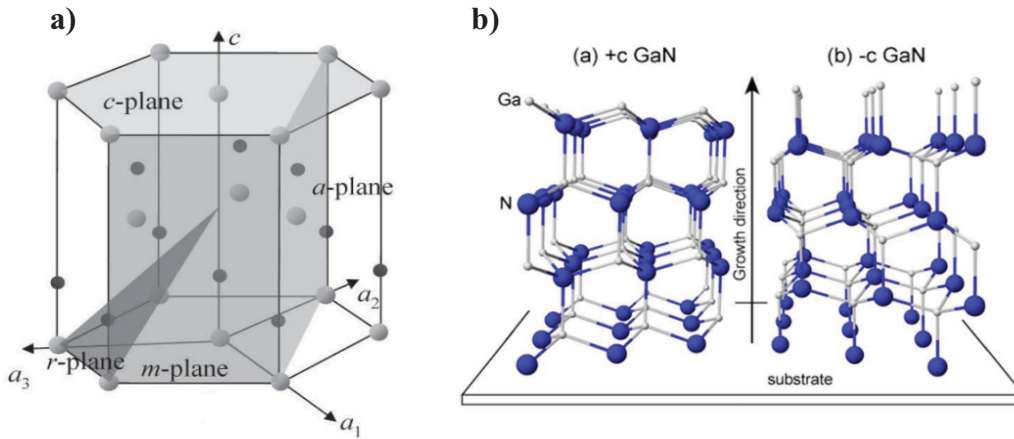 a)
c
c-plane
a-plane
a2
r-plane
a3
m-plane
a1
b)
(a) +c GaN
(b) -c GaN
Ga
N
Growth direction
substrate